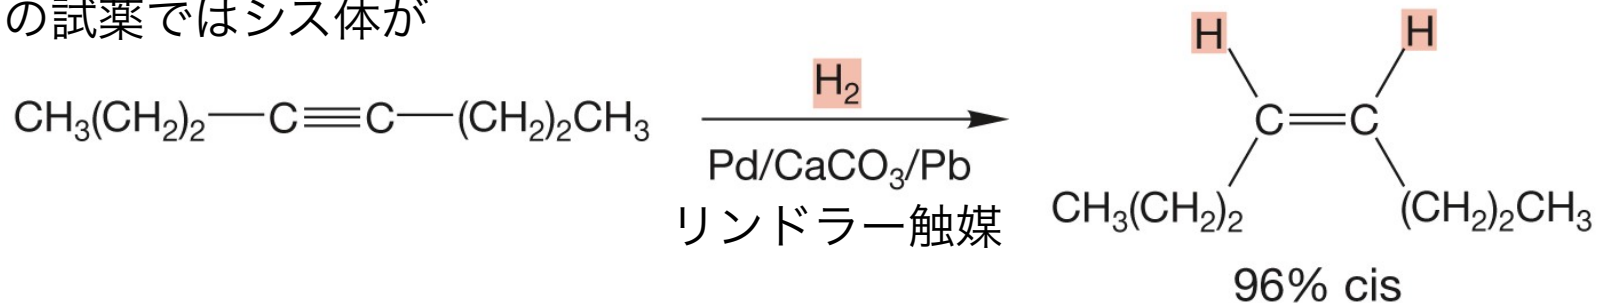 の試薬ではシス体が
H H
H₂
CH₃(CH₂)₂—C≡C—(CH₂)₂CH₃ C=C
Pd/CaCO₃/Pb
リンドラー触媒
CH₃(CH₂)₂ (CH₂)₂CH₃
96% cis